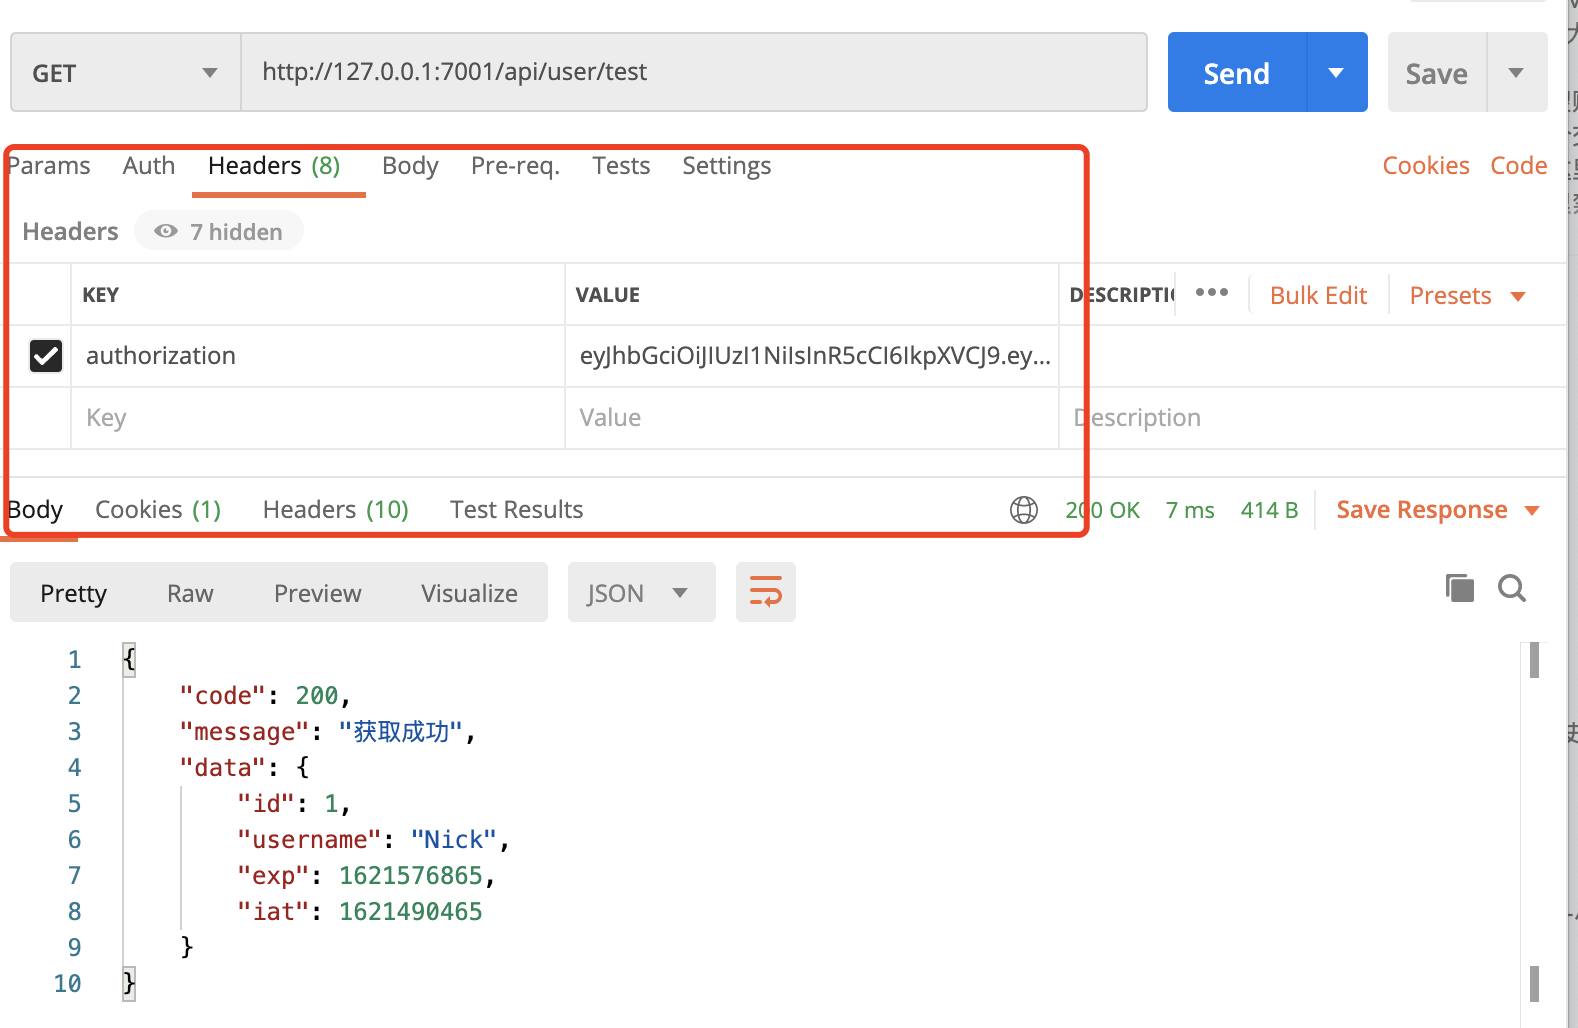 GET http://127.0.0.1:7001/api/user/test Send Save
Params Auth Headers (8) Body Pre-req. Tests Settings Cookies Code
Headers 7 hidden
KEY VALUE DESCRIPTIO ••• Bulk Edit Presets
authorization eyJhbGciOiJIUzI1NiIsInR5cCI6IkpXVCJ9.ey...
Key Value Description
Body Cookies (1) Headers (10) Test Results 200 OK 7 ms 414 B Save Response
Pretty Raw Preview Visualize JSON
1 {
2 "code": 200,
3 "message": "获取成功",
4 "data": {
5 "id": 1,
6 "username": "Nick",
7 "exp": 1621576865,
8 "iat": 1621490465
9 }
10 }